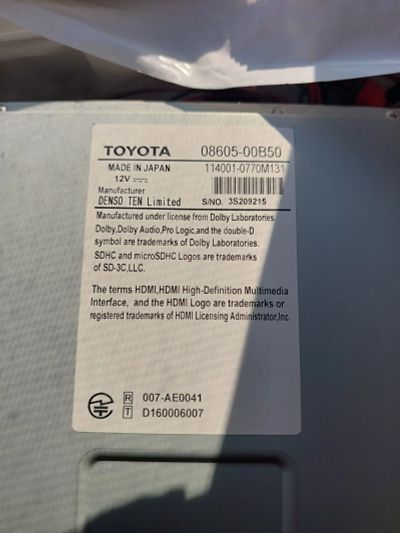 TOYOTA 08605-00B50
MADE IN JAPAN 114001-0770M131
12V
Manufacturer
DENSO TEN Limited S/NO. 3S209215
Manufactured under license from Dolby Laboratories.
Dolby,Dolby Audio,Pro Logic,and the double-D
symbol are trademarks of Dolby Laboratories.
SDHC and microSDHC Logos are trademarks
of SD-3C,LLC.
The terms HDMI,HDMI High-Definition Multimedia
Interface, and the HDMI Logo are trademarks or
registered trademarks of HDMI Licensing Administrator,Inc.
R 007-AE0041
T D160006007